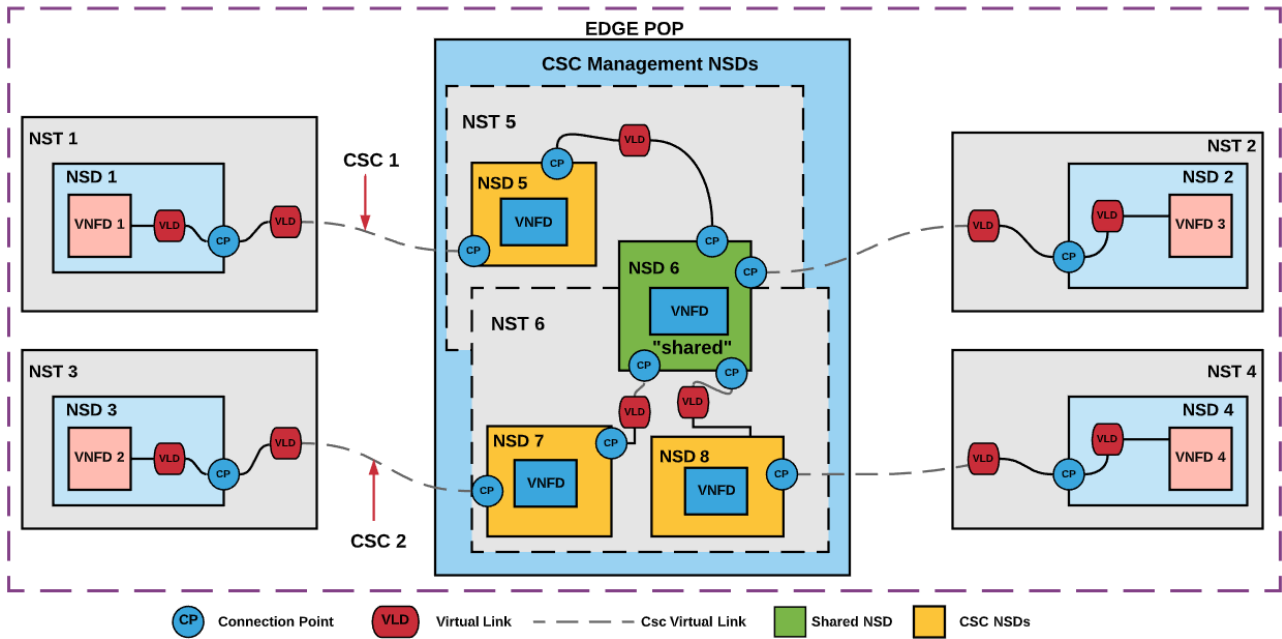 EDGE POP
CSC Management NSDs
NST 1
NSD 1
VNFD 1
VLD
CP
VLD
CSC 1
NST 5
CP
VLD
NSD 5
VNFD
CP
CP
NSD 6
CP
VNFD
"shared"
CP
CP
NST 2
NSD 2
VLD
VLD
VNFD 3
CP
NST 3
NSD 3
VNFD 2
VLD
CP
VLD
CSC 2
NST 6
VLD
VLD
NSD 7
CP
VNFD
CP
NSD 8
VNFD
CP
NST 4
NSD 4
VLD
VLD
VNFD 4
CP
CP Connection Point
VLD Virtual Link
Csc Virtual Link
Shared NSD
CSC NSDs